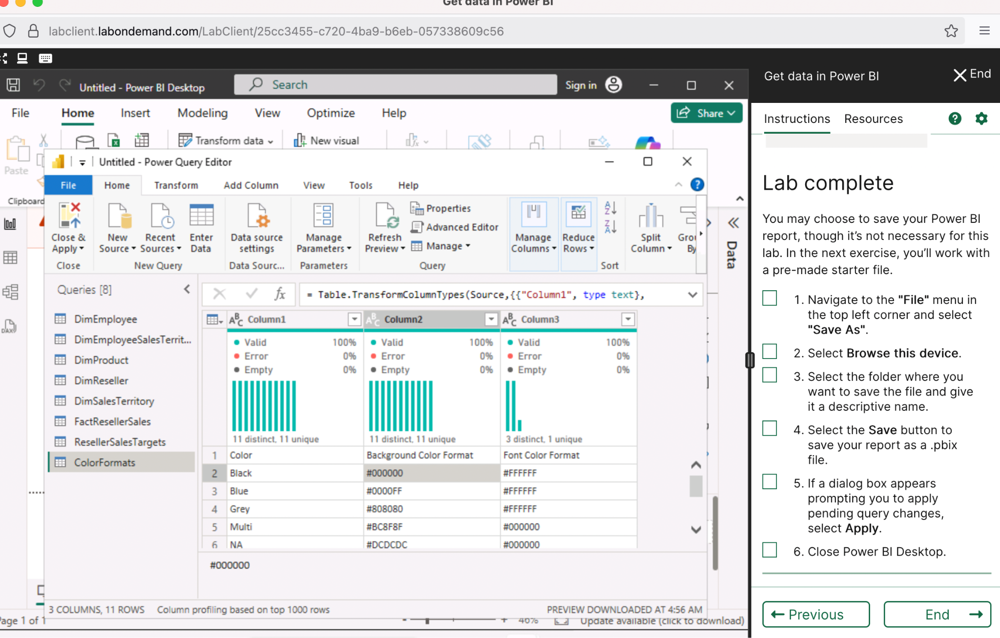 Get data in Power BI
labclient.labondemand.com/LabClient/25cc3455-c720-4ba9-b6eb-057338609c56
Untitled - Power BI Desktop
Search
Sign in
Get data in Power BI
End
File
Home
Insert
Modeling
View
Optimize
Help
Share
Instructions
Resources
Paste
Transform data
New visual
Clipboard
Untitled - Power Query Editor
File
Home
Transform
Add Column
View
Tools
Help
Close & Apply
New Source
Recent Sources
Enter Data
Data source settings
Manage Parameters
Refresh Preview
Properties
Advanced Editor
Manage
Manage Columns
Reduce Rows
Split Column
By
Close
New Query
Data Sourc...
Parameters
Query
Sort
Data
Queries [8]
fx
= Table.TransformColumnTypes(Source,{{"Column1", type text},
DimEmployee
DimEmployeeSalesTerrit...
DimProduct
DimReseller
DimSalesTerritory
FactResellerSales
ResellerSalesTargets
ColorFormats
DAX
ABC Column1
ABC Column2
ABC Column3
Valid 100%
Error 0%
Empty 0%
11 distinct, 11 unique
Valid 100%
Error 0%
Empty 0%
11 distinct, 11 unique
Valid 100%
Error 0%
Empty 0%
3 distinct, 1 unique
1 Color Background Color Format Font Color Format
2 Black #000000 #FFFFFF
3 Blue #0000FF #FFFFFF
4 Grey #808080 #FFFFFF
5 Multi #BC8F8F #000000
6 NA #DCDCDC #000000
#000000
3 COLUMNS, 11 ROWS
Column profiling based on top 1000 rows
PREVIEW DOWNLOADED AT 4:56 AM
Page 1 of 1
- + 46%
Update available (click to download)
Lab complete
You may choose to save your Power BI
report, though it’s not necessary for this
lab. In the next exercise, you’ll work with
a pre-made starter file.
1. Navigate to the "File" menu in
the top left corner and select
"Save As".
2. Select Browse this device.
3. Select the folder where you
want to save the file and give
it a descriptive name.
4. Select the Save button to
save your report as a .pbix
file.
5. If a dialog box appears
prompting you to apply
pending query changes,
select Apply.
6. Close Power BI Desktop.
Previous
End